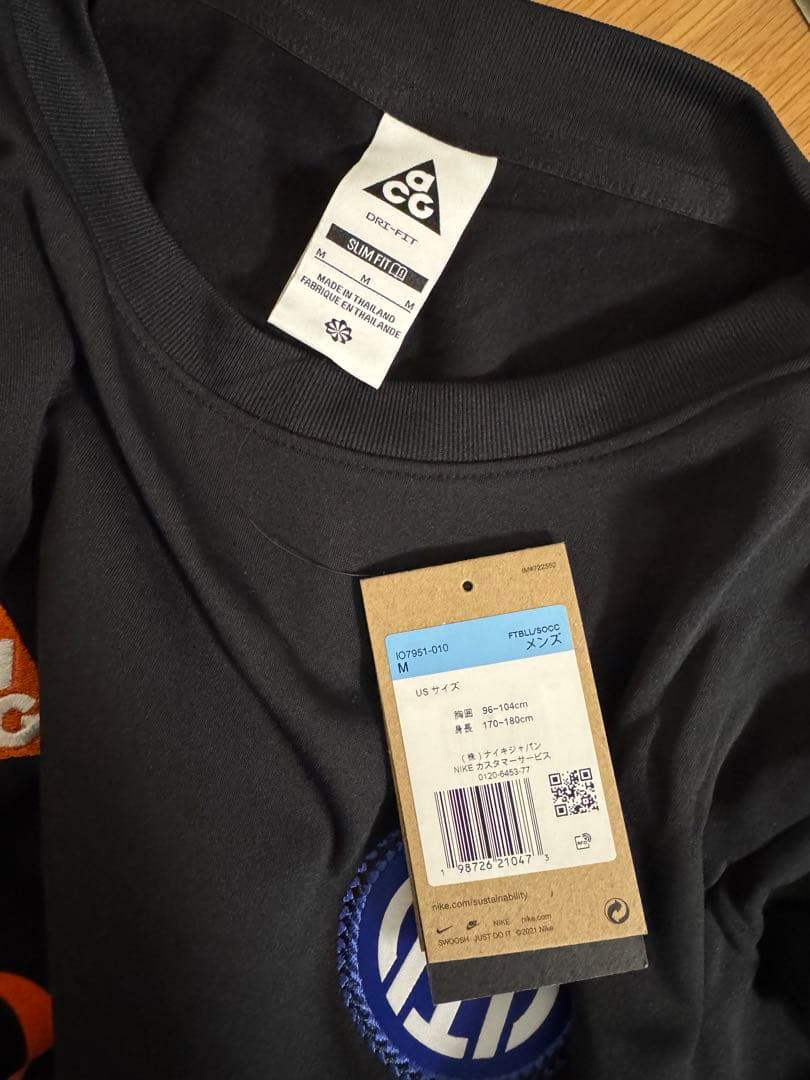 aCG
DRI-FIT
SLIM FIT
M M M
MADE IN THAILAND
FABRIQUE EN THAILANDE
IO7951-010
FTBLL/SOCC
M
メンズ
US サイズ
胸囲 96-104cm
身長 170-180cm
(株)ナイキジャパン
NIKE カスタマーサービス
0120-6453-77
1 98726 21047 3
nike.com/sustainability
NIKE nike.com
SWOOSH JUST DO IT ©2021 Nike